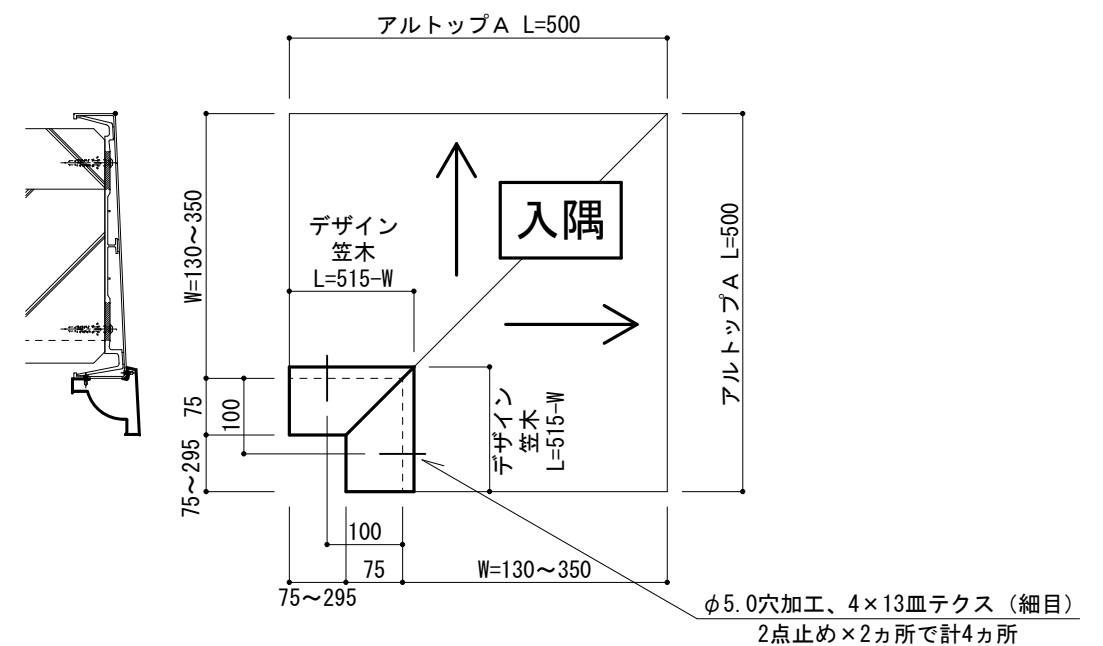 アルトップA L=500
W=130～350
デザイン
笠木
L=515-W
入隅
アルトップA L=500
75
100
75～295
デザイン
笠木
L=515-W
100
75
W=130～350
75～295
φ5.0穴加工、4×13皿テクス（細目）
2点止め×2ヵ所で計4ヵ所